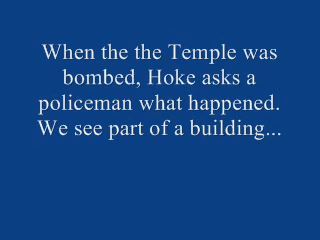 When the the Temple was
bombed, Hoke asks a
policeman what happened.
We see part of a building...